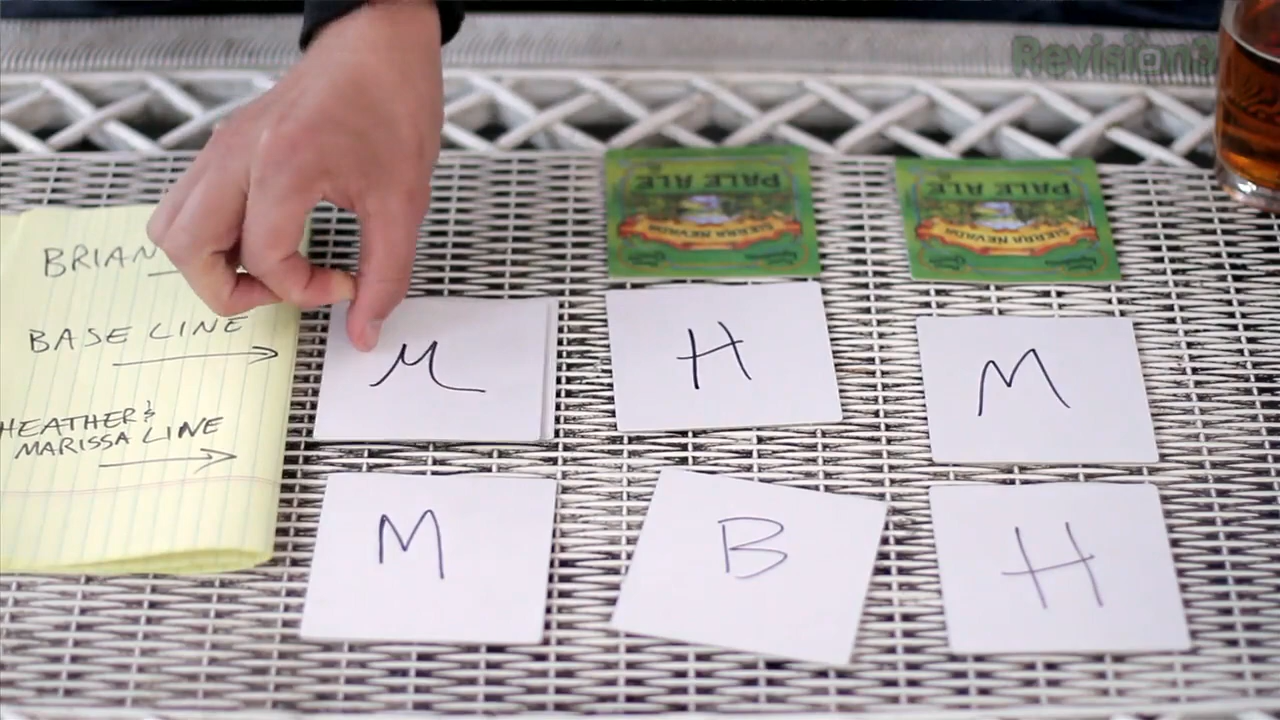 Revision3
BRIAN
BASE LINE
HEATHER &
MARISSA LINE
PALE ALE
SIERRA NEVADA
PALE ALE
SIERRA NEVADA
M
H
M
M
B
H